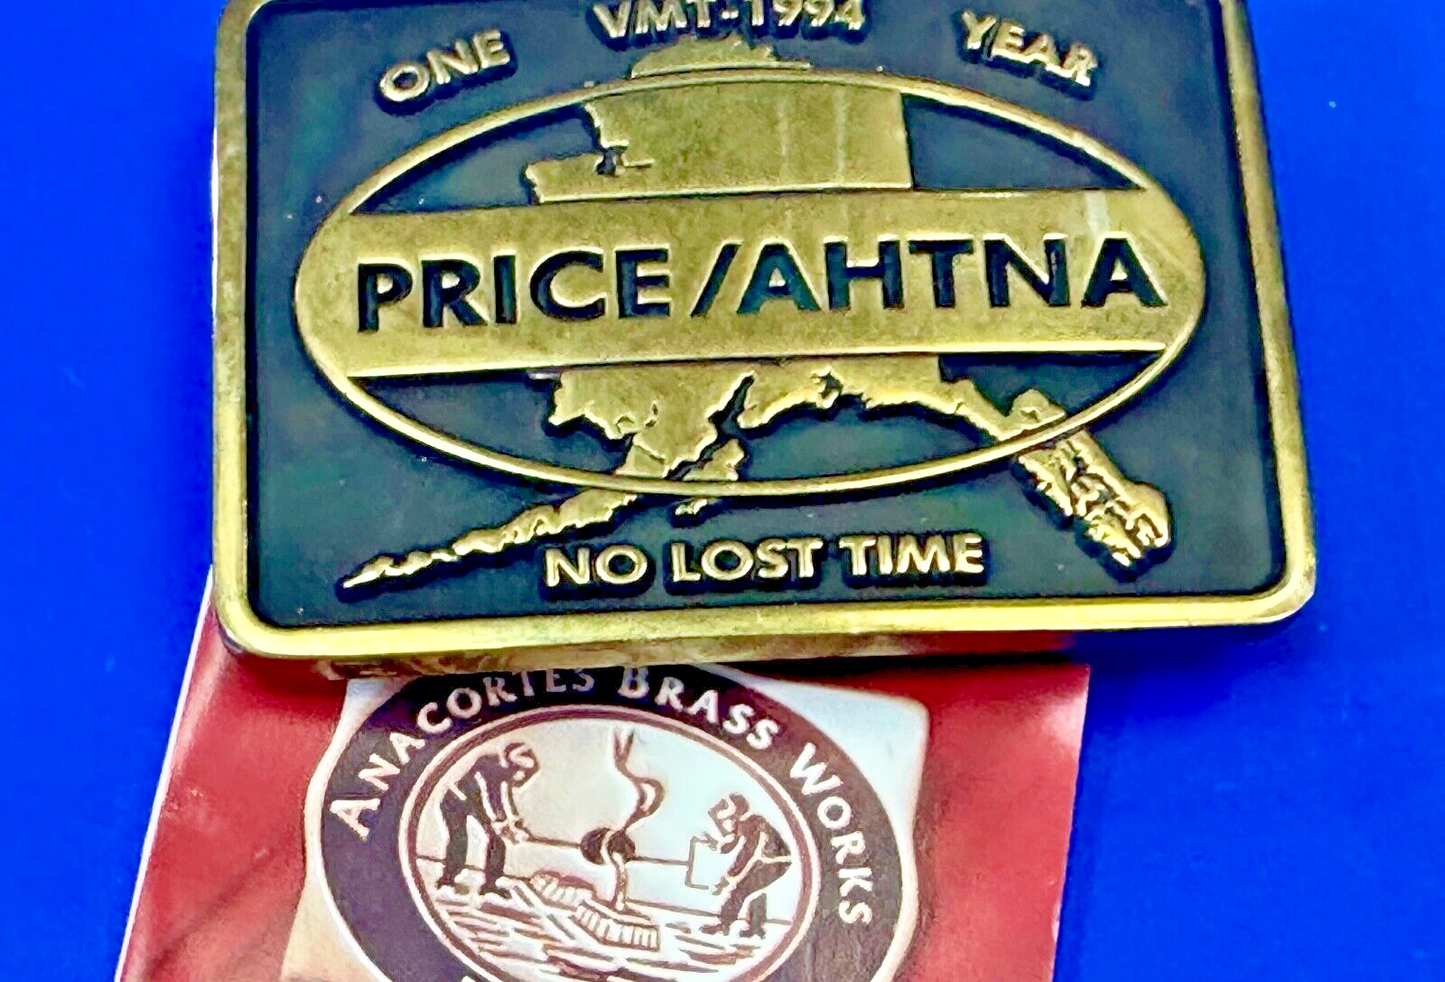 VMT-1994
ONE YEAR
PRICE/AHTNA
NO LOST TIME
ANACORTES BRASS WORKS